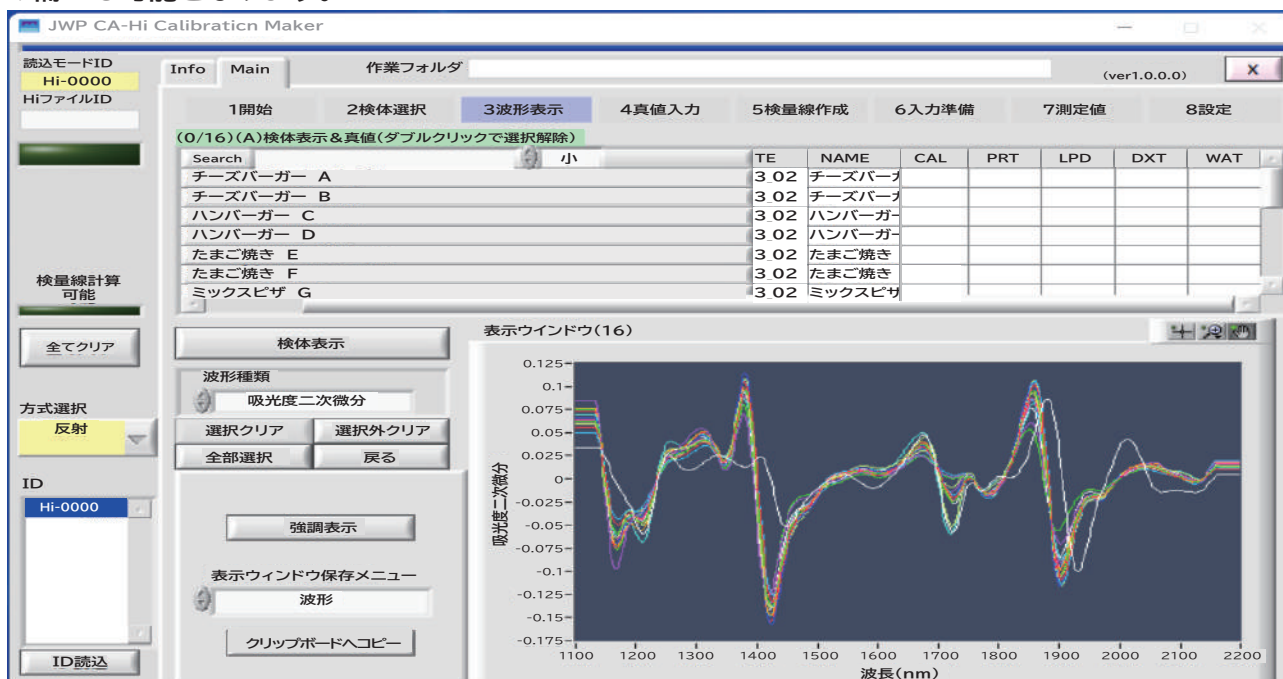 JWP CA-Hi Calibraticn Maker
読込モードID
Hi-0000
HiファイルID
Info Main 作業フォルダ (ver1.0.0.0) X
1開始 2検体選択 3波形表示 4真値入力 5検量線作成 6入力準備 7測定値 8設定
(0/16)(A)検体表示&真値(ダブルクリックで選択解除)
Search 小 TE NAME CAL PRT LPD DXT WAT
チーズバーガー A 3_02 チーズバーガ
チーズバーガー B 3_02 チーズバーガ
ハンバーガー C 3_02 ハンバーガー
ハンバーガー D 3_02 ハンバーガー
たまご焼き E 3_02 たまご焼き
たまご焼き F 3_02 たまご焼き
ミックスピザ G 3_02 ミックスピザ
検量線計算
可能
全てクリア
方式選択
反射
ID
Hi-0000
ID読込
検体表示
波形種類
吸光度二次微分
選択クリア 選択外クリア
全部選択 戻る
強調表示
表示ウィンドウ保存メニュー
波形
クリップボードへコピー
表示ウインドウ(16)
吸光度二次微分
0.125
0.1
0.075
0.05
0.025
0
-0.025
-0.05
-0.075
-0.1
-0.125
-0.15
-0.175
1100 1200 1300 1400 1500 1600 1700 1800 1900 2000 2100 2200
波長(nm)